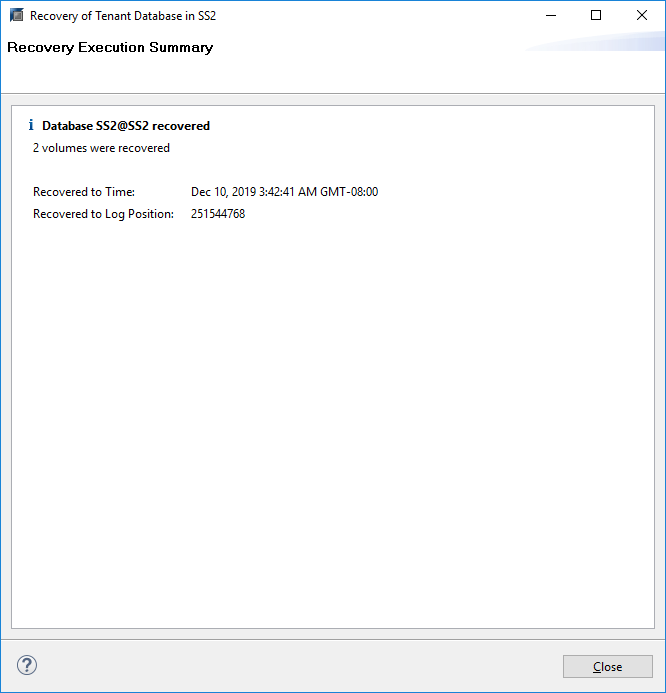 Recovery of Tenant Database in SS2
Recovery Execution Summary
i Database SS2@SS2 recovered
2 volumes were recovered
Recovered to Time: Dec 10, 2019 3:42:41 AM GMT-08:00
Recovered to Log Position: 251544768
? Close